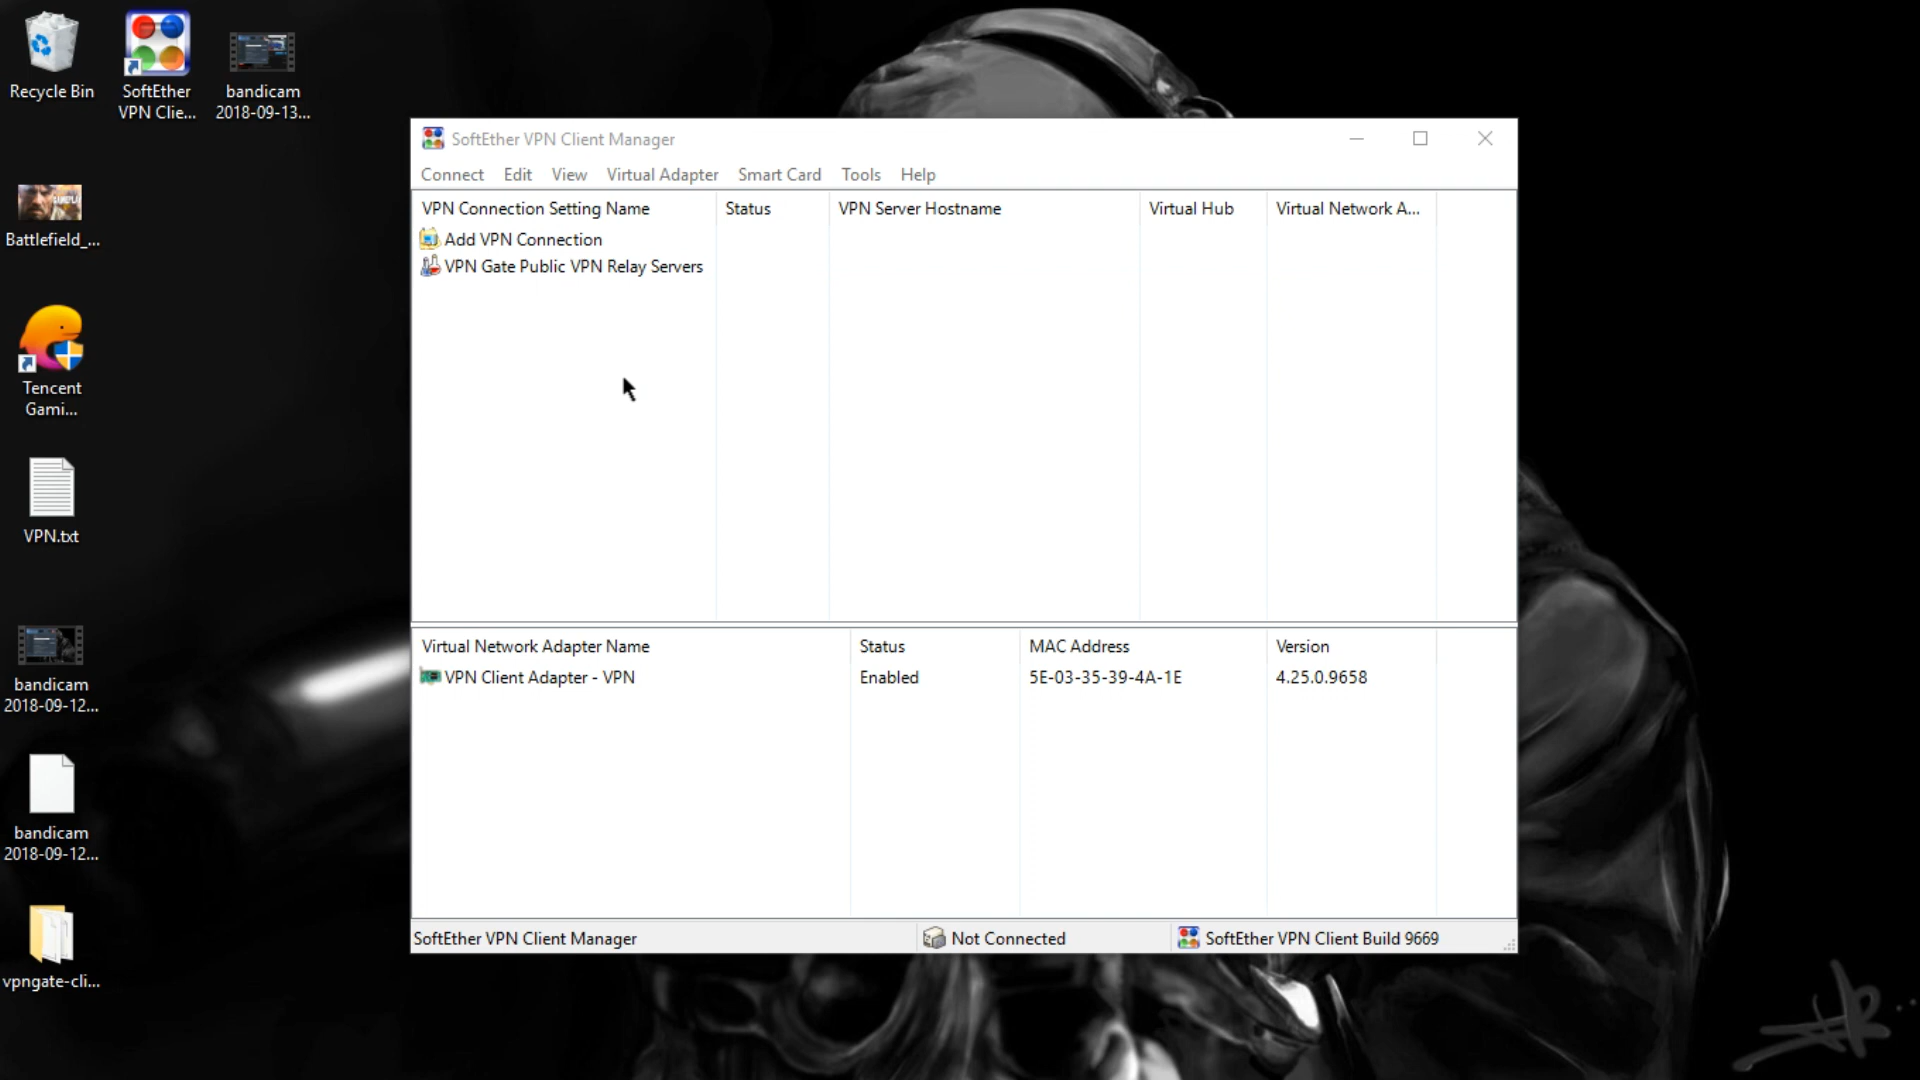 Recycle Bin
SoftEther
VPN Clie...
bandicam
2018-09-13...
Battlefield_...
Tencent
Gami...
VPN.txt
bandicam
2018-09-12...
bandicam
2018-09-12...
vpngate-cli...
SoftEther VPN Client Manager
Connect Edit View Virtual Adapter Smart Card Tools Help
VPN Connection Setting Name Status VPN Server Hostname Virtual Hub Virtual Network A...
Add VPN Connection
VPN Gate Public VPN Relay Servers
Virtual Network Adapter Name Status MAC Address Version
VPN Client Adapter - VPN Enabled 5E-03-35-39-4A-1E 4.25.0.9658
SoftEther VPN Client Manager Not Connected SoftEther VPN Client Build 9669